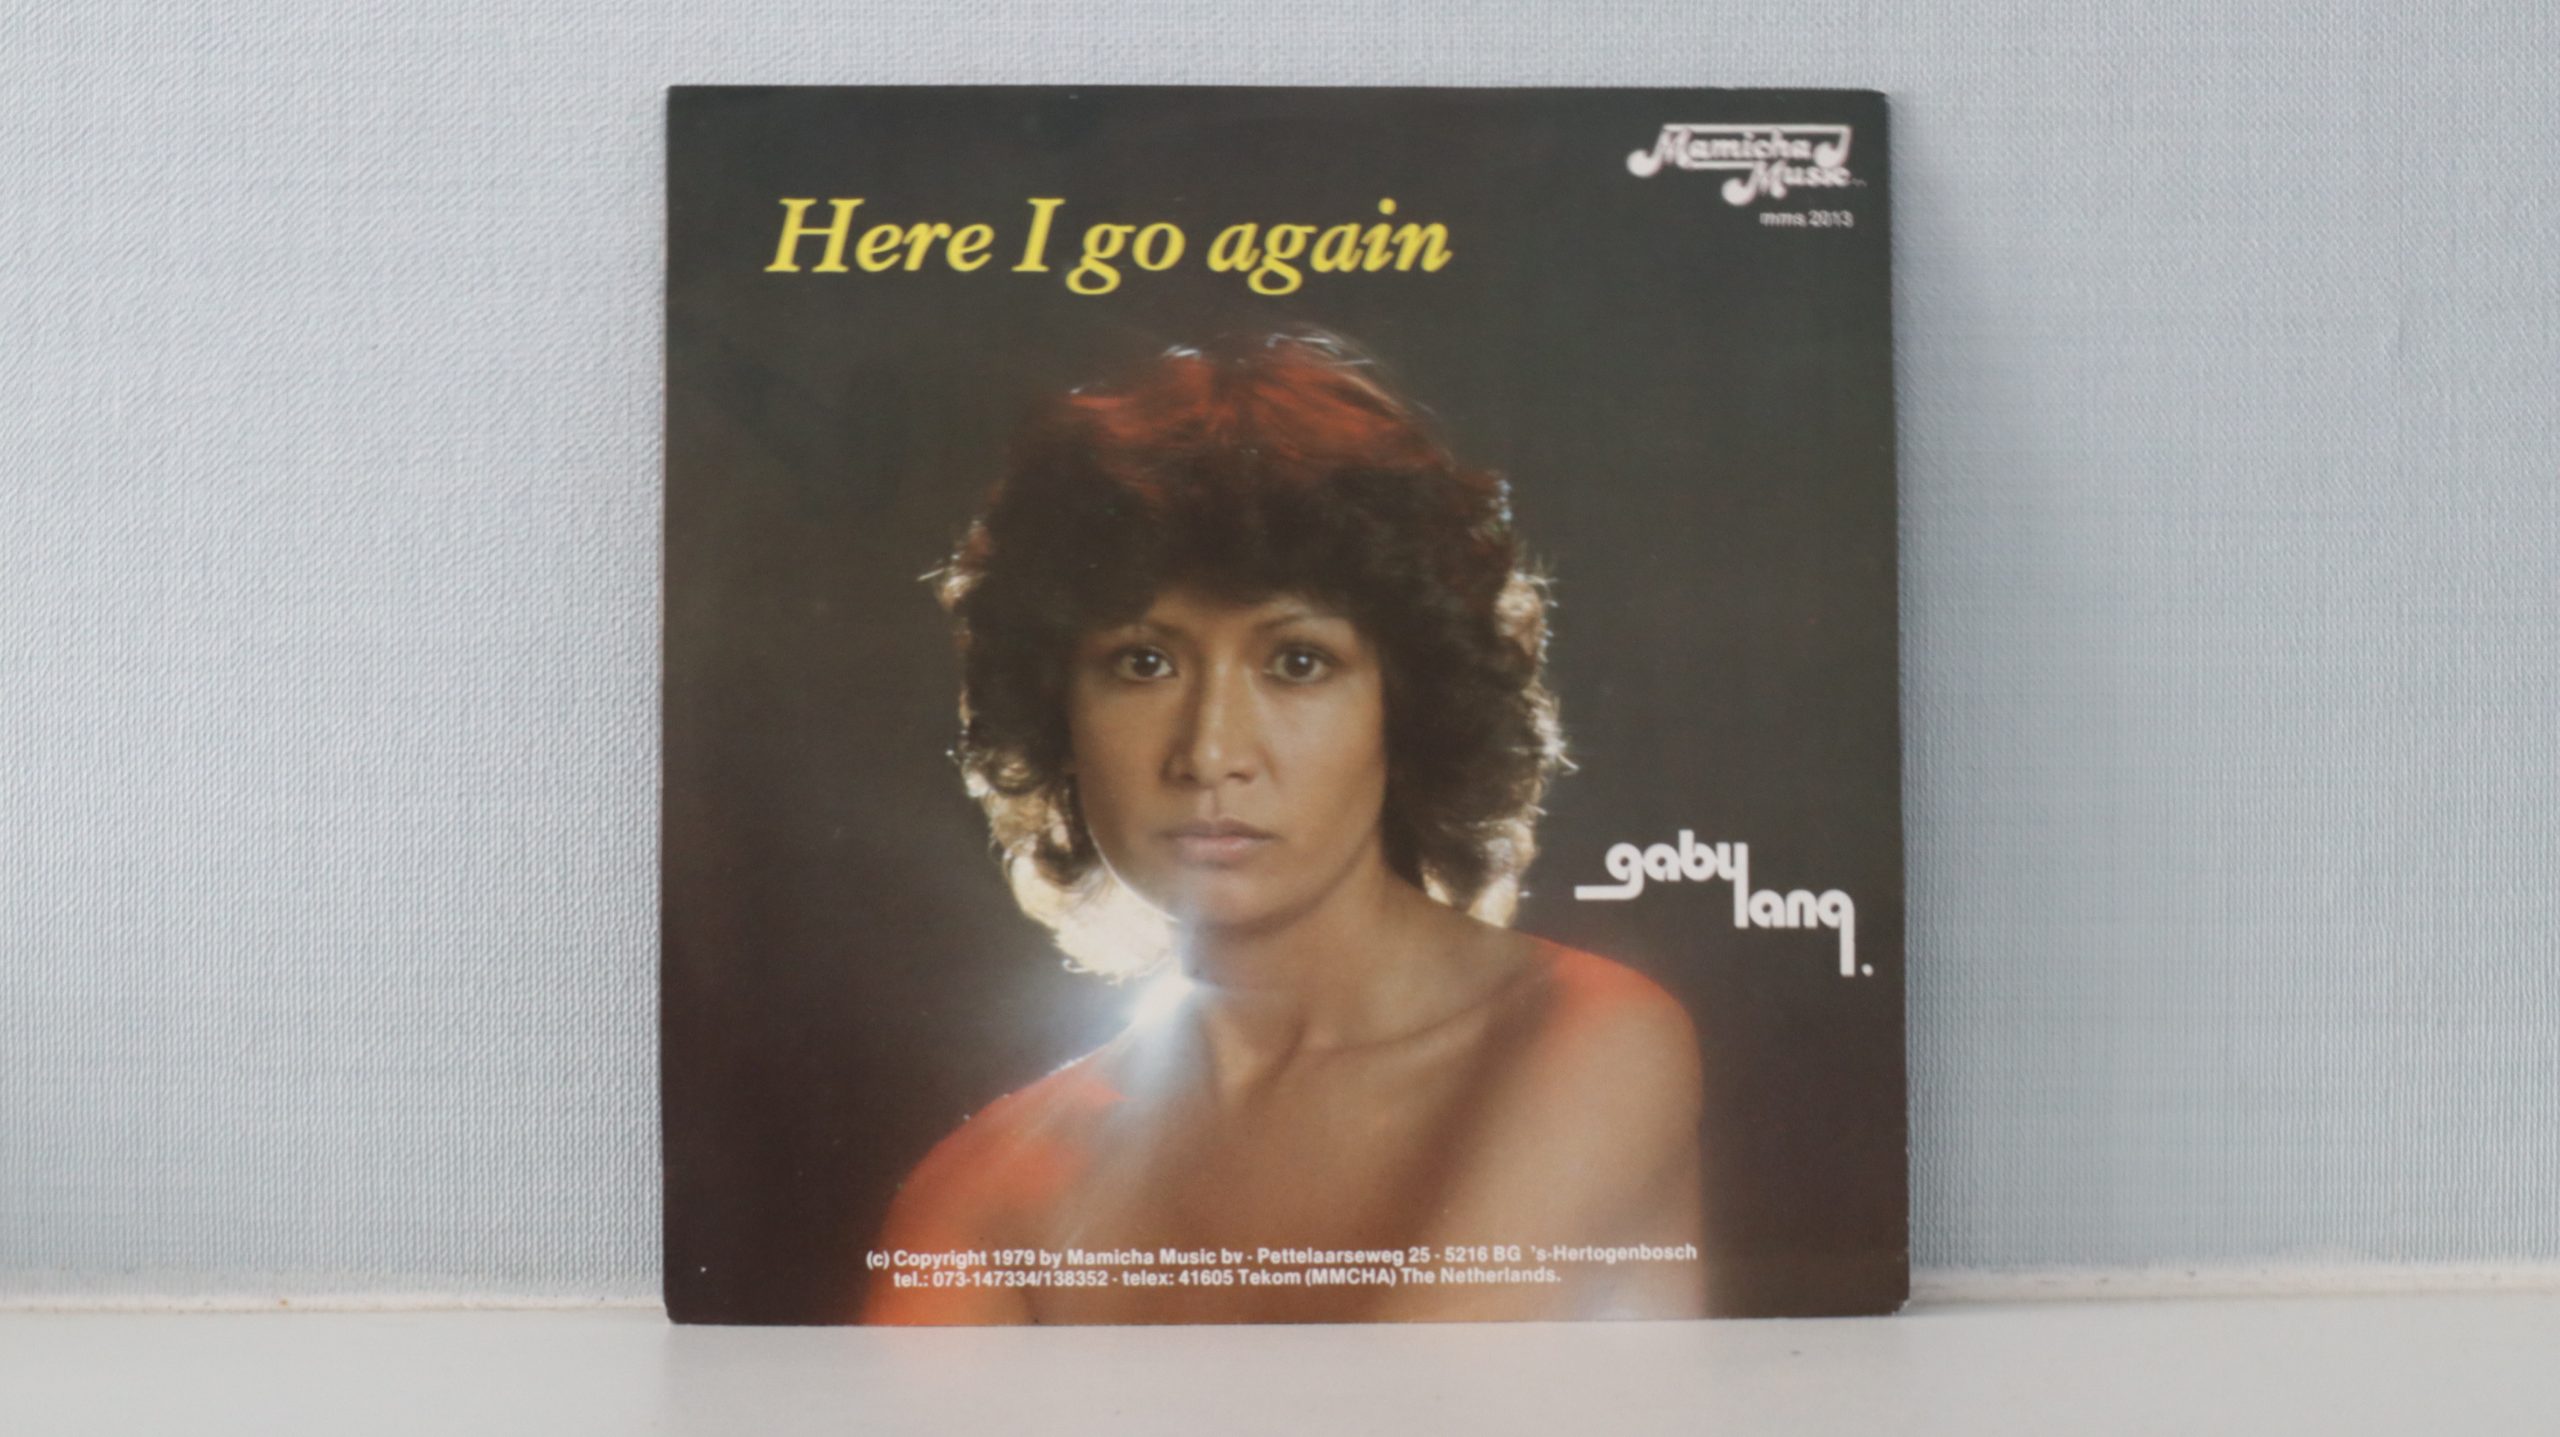 Mamicha
Music
mms 2013
Here I go again
gaby
lang.
(c) Copyright 1979 by Mamicha Music bv - Pettelaarseweg 25 - 5216 BG 's-Hertogenbosch
tel.: 073-147334/138352 - telex: 41605 Tekom (MMCHA) The Netherlands.